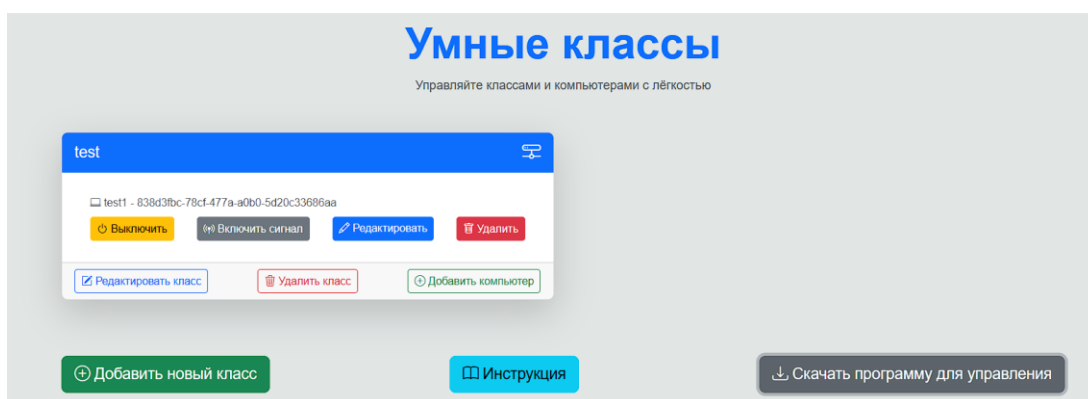 Умные классы
Управляйте классами и компьютерами с лёгкостью
test
test1 - 838d3fbc-78cf-477a-a0b0-5d20c33686aa
Выключить Включить сигнал Редактировать Удалить
Редактировать класс Удалить класс Добавить компьютер
Добавить новый класс Инструкция Скачать программу для управления